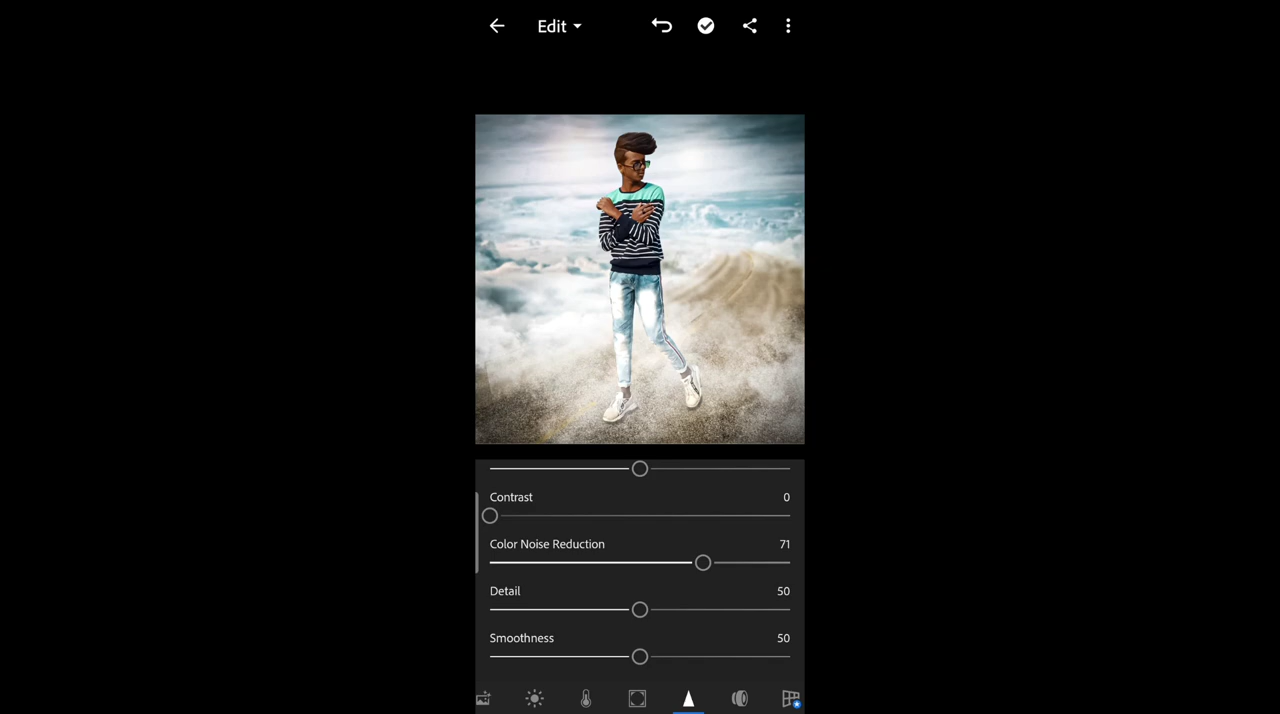 Edit
Contrast 0
Color Noise Reduction 71
Detail 50
Smoothness 50